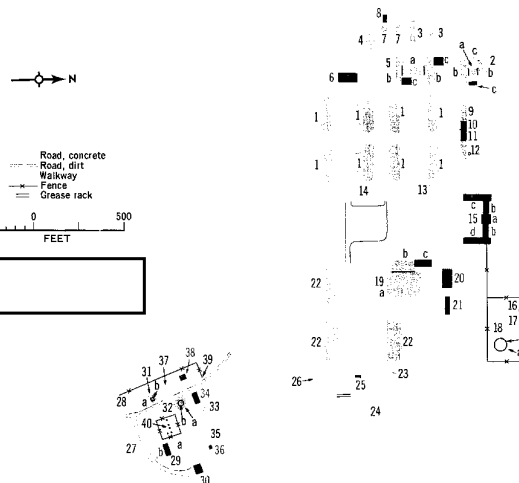 8
4 7 7 3 3
a
c
5 a c 2
6 b c b b b
c
1 1 1 1 9
10
11
12
1 1 1 1
14 13
c b
15 a
d b
N
Road, concrete
Road, dirt
Walkway
Fence
Grease rack
0 500
FEET
b c
22 19 20
a 21
16
17
18
a
22 22
26 25 23
24
38
37 39
31 b
28 a 34
32 33
40 b a
27 a 35
b 36
29
30